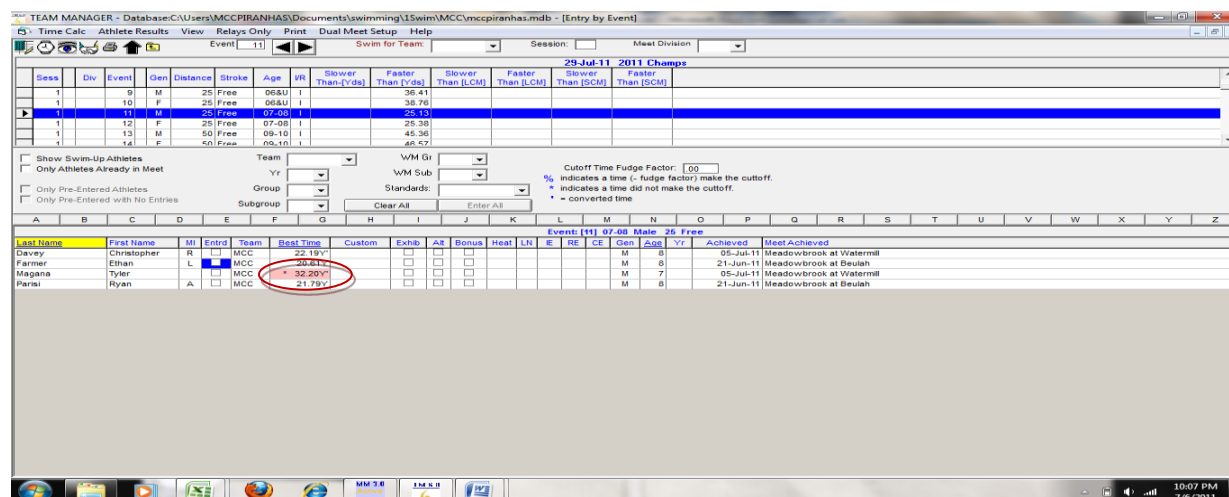 TEAM MANAGER - Database:C:\Users\MCCPIRANHAS\Documents\swimming\1Swim\MCC\mccpiranhas.mdb - [Entry by Event]
Time Calc Athlete Results View Relays Only Print Dual Meet Setup Help
Event 11 Swim for Team: Session: Meet Division
29-Jul-11 2011 Champs
Sess Div Event Gen Distance Stroke Age I/R Slower Than-[Yds] Faster Than [Yds] Slower Than [LCM] Faster Than [LCM] Slower Than [SCM] Faster Than [SCM]
1 9 M 25 Free 06&U I 36.41
1 10 F 25 Free 06&U I 38.76
1 11 M 25 Free 07-08 I 25.13
1 12 F 25 Free 07-08 I 25.38
1 13 M 50 Free 09-10 I 45.36
1 14 F 50 Free 09-10 I 46.57
Show Swim-Up Athletes Team WM Gr
Only Athletes Already in Meet Yr WM Sub Cutoff Time Fudge Factor: 00
% indicates a time (- fudge factor) make the cuttoff.
Only Pre-Entered Athletes Group Standards: * indicates a time did not make the cuttoff.
Only Pre-Entered with No Entries Subgroup Clear All Enter All ' = converted time
A B C D E F G H I J K L M N O P Q R S T U V W X Y Z
Event: [11] 07-08 Male 25 Free
Last Name First Name MI Entrd Team Best Time Custom Exhib Alt Bonus Heat LN IE RE CE Gen Age Yr Achieved Meet Achieved
Davey Christopher R MCC 22.19Y' M 8 05-Jul-11 Meadowbrook at Watermill
Farmer Ethan L MCC 20.61Y M 8 21-Jun-11 Meadowbrook at Beulah
Magana Tyler MCC * 32.20Y' M 7 05-Jul-11 Meadowbrook at Watermill
Parisi Ryan A MCC 21.79Y M 8 21-Jun-11 Meadowbrook at Beulah
MM 3.0
10:07 PM
7/6/2011